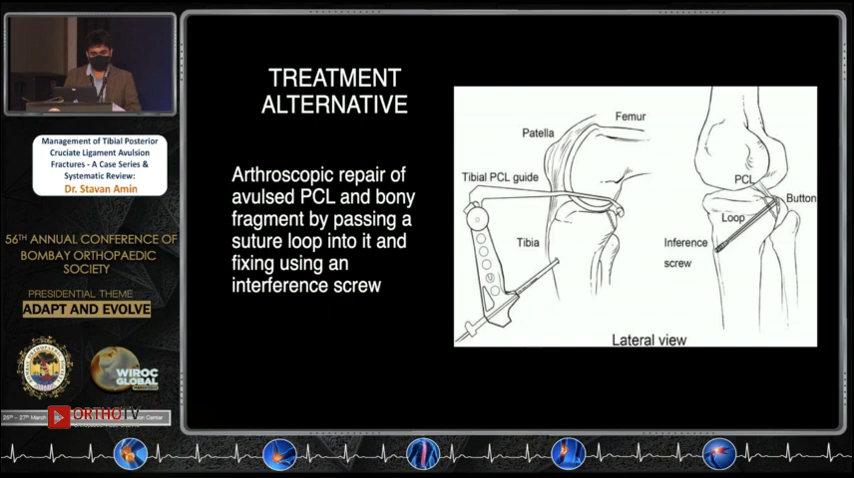 Management of Tibial Posterior
Cruciate Ligament Avulsion
Fractures - A Case Series &
Systematic Review:
Dr. Stavan Amin
56TH ANNUAL CONFERENCE OF
BOMBAY ORTHOPAEDIC
SOCIETY
PRESIDENTIAL THEME
ADAPT AND EVOLVE
WIROC
GLOBAL
ORTHOTV
TREATMENT
ALTERNATIVE
Arthroscopic repair of
avulsed PCL and bony
fragment by passing a
suture loop into it and
fixing using an
interference screw
Femur
Patella
Tibial PCL guide
Tibia
PCL
Button
Loop
Inference
screw
Lateral view